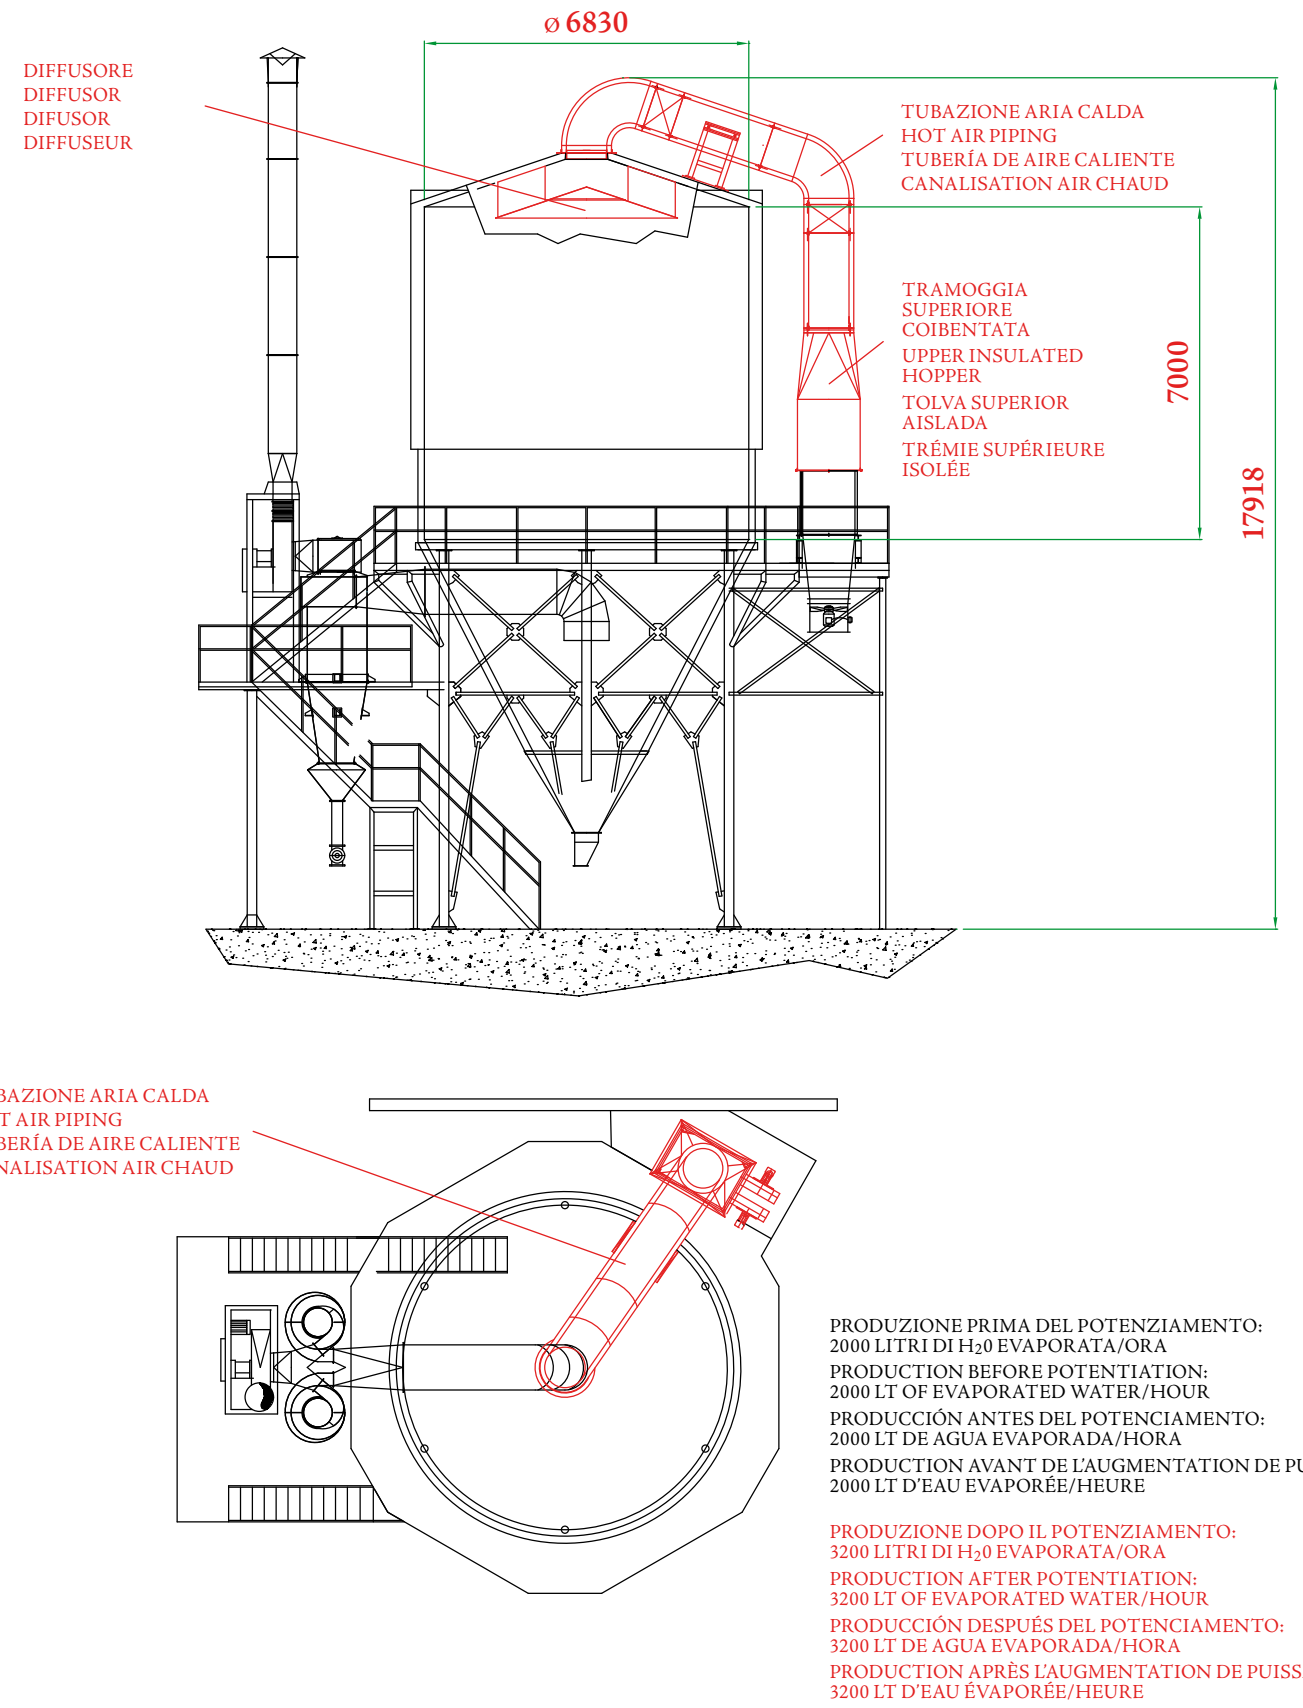 ø 6830
DIFFUSORE
DIFFUSOR
DIFUSOR
DIFFUSEUR
TUBAZIONE ARIA CALDA
HOT AIR PIPING
TUBERÍA DE AIRE CALIENTE
CANALISATION AIR CHAUD
TRAMOGGIA
SUPERIORE
COIBENTATA
UPPER INSULATED
HOPPER
TOLVA SUPERIOR
AISLADA
TRÉMIE SUPÉRIEURE
ISOLÉE
7000
17918
BAZIONE ARIA CALDA
T AIR PIPING
BERÍA DE AIRE CALIENTE
NALISATION AIR CHAUD
PRODUZIONE PRIMA DEL POTENZIAMENTO:
2000 LITRI DI H20 EVAPORATA/ORA
PRODUCTION BEFORE POTENTIATION:
2000 LT OF EVAPORATED WATER/HOUR
PRODUCCIÓN ANTES DEL POTENCIAMENTO:
2000 LT DE AGUA EVAPORADA/HORA
PRODUCTION AVANT DE L'AUGMENTATION DE PU
2000 LT D'EAU EVAPORÉE/HEURE
PRODUZIONE DOPO IL POTENZIAMENTO:
3200 LITRI DI H20 EVAPORATA/ORA
PRODUCTION AFTER POTENTIATION:
3200 LT OF EVAPORATED WATER/HOUR
PRODUCCIÓN DESPUÉS DEL POTENCIAMENTO:
3200 LT DE AGUA EVAPORADA/HORA
PRODUCTION APRÈS L'AUGMENTATION DE PUISS
3200 LT D'EAU ÉVAPORÉE/HEURE